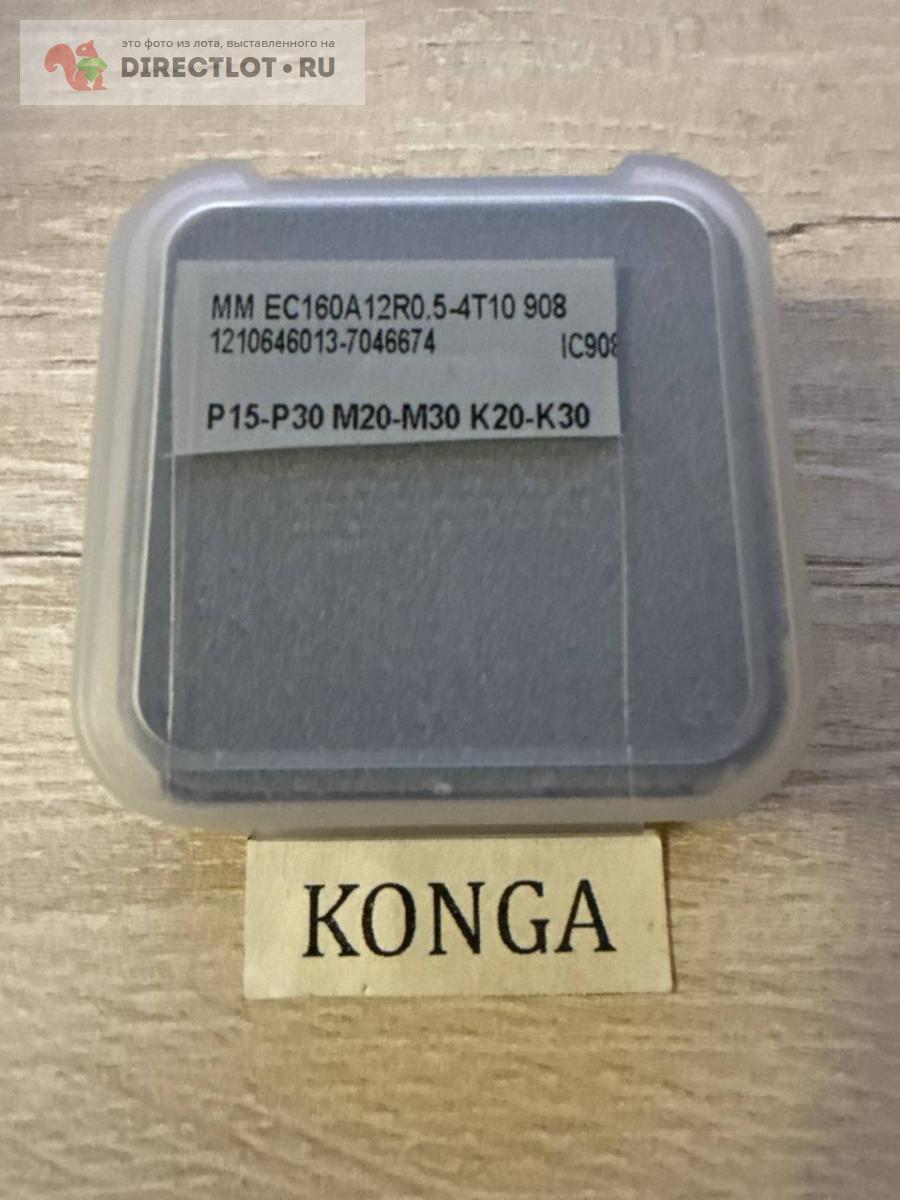 это фото из лота, выставленного на
DIRECTLOT•RU
MM EC160A12R0.5-4T10 908
1210646013-7046674 IC908
P15-P30 M20-M30 K20-K30
KONGA